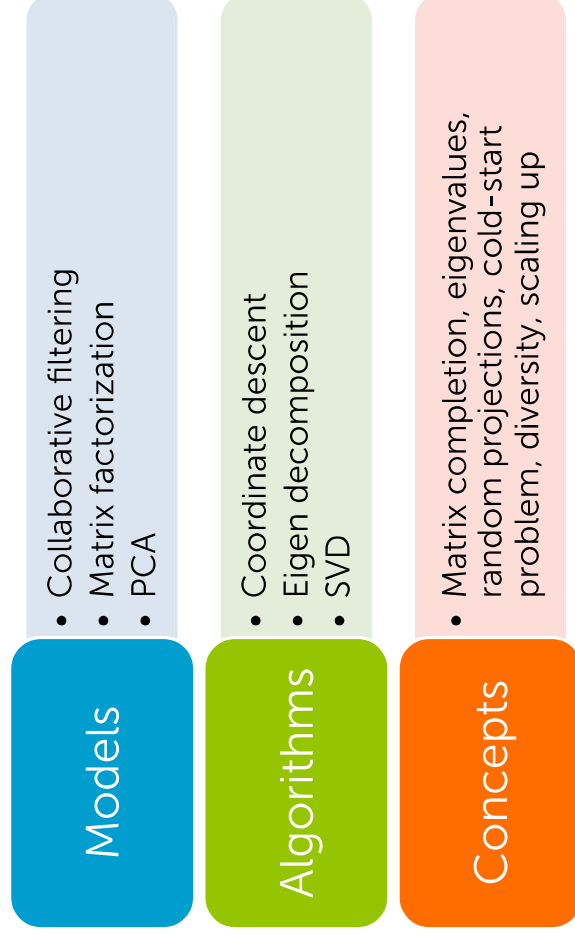 Models
• Collaborative filtering
• Matrix factorization
• PCA
Algorithms
• Coordinate descent
• Eigen decomposition
• SVD
Concepts
• Matrix completion, eigenvalues,
random projections, cold-start
problem, diversity, scaling up